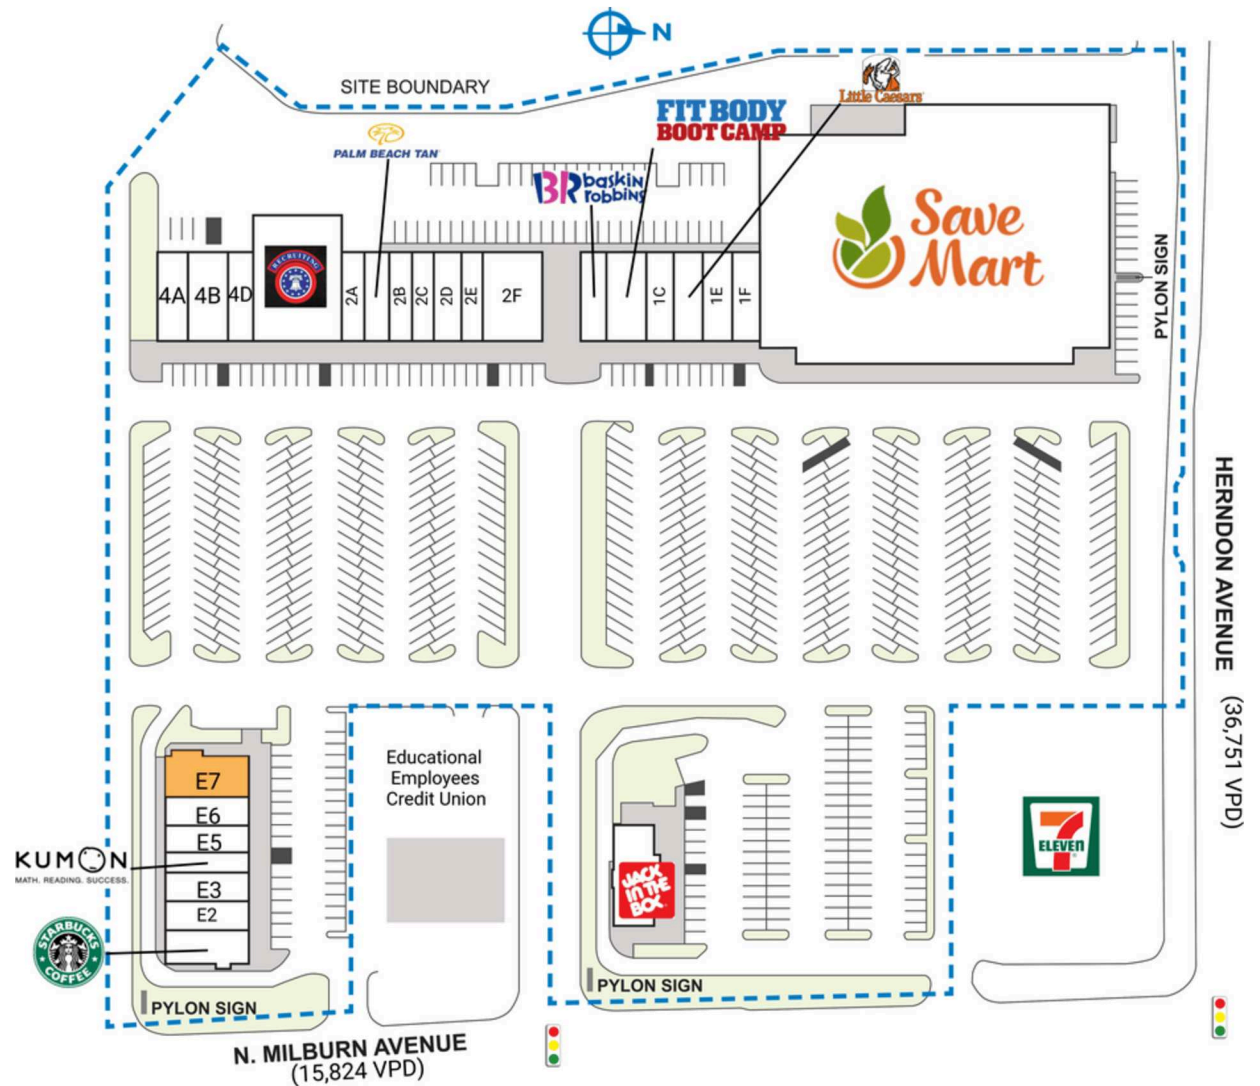 N
SITE BOUNDARY
Little Caesars
FIT BODY
BOOT CAMP
PALM BEACH TAN
BR baskin
robbins
Save
Mart
PYLON SIGN
RECRUITING
4A
4B
4D
2A
2B
2C
2D
2E
2F
1C
1E
1F
HERNDON AVENUE
(36,751 VPD)
E7
E6
E5
E3
E2
KUMON
MATH. READING. SUCCESS.
STARBUCKS
COFFEE
PYLON SIGN
Educational
Employees
Credit Union
JACK
IN THE
BOX
PYLON SIGN
7
ELEVEN
N. MILBURN AVENUE
(15,824 VPD)